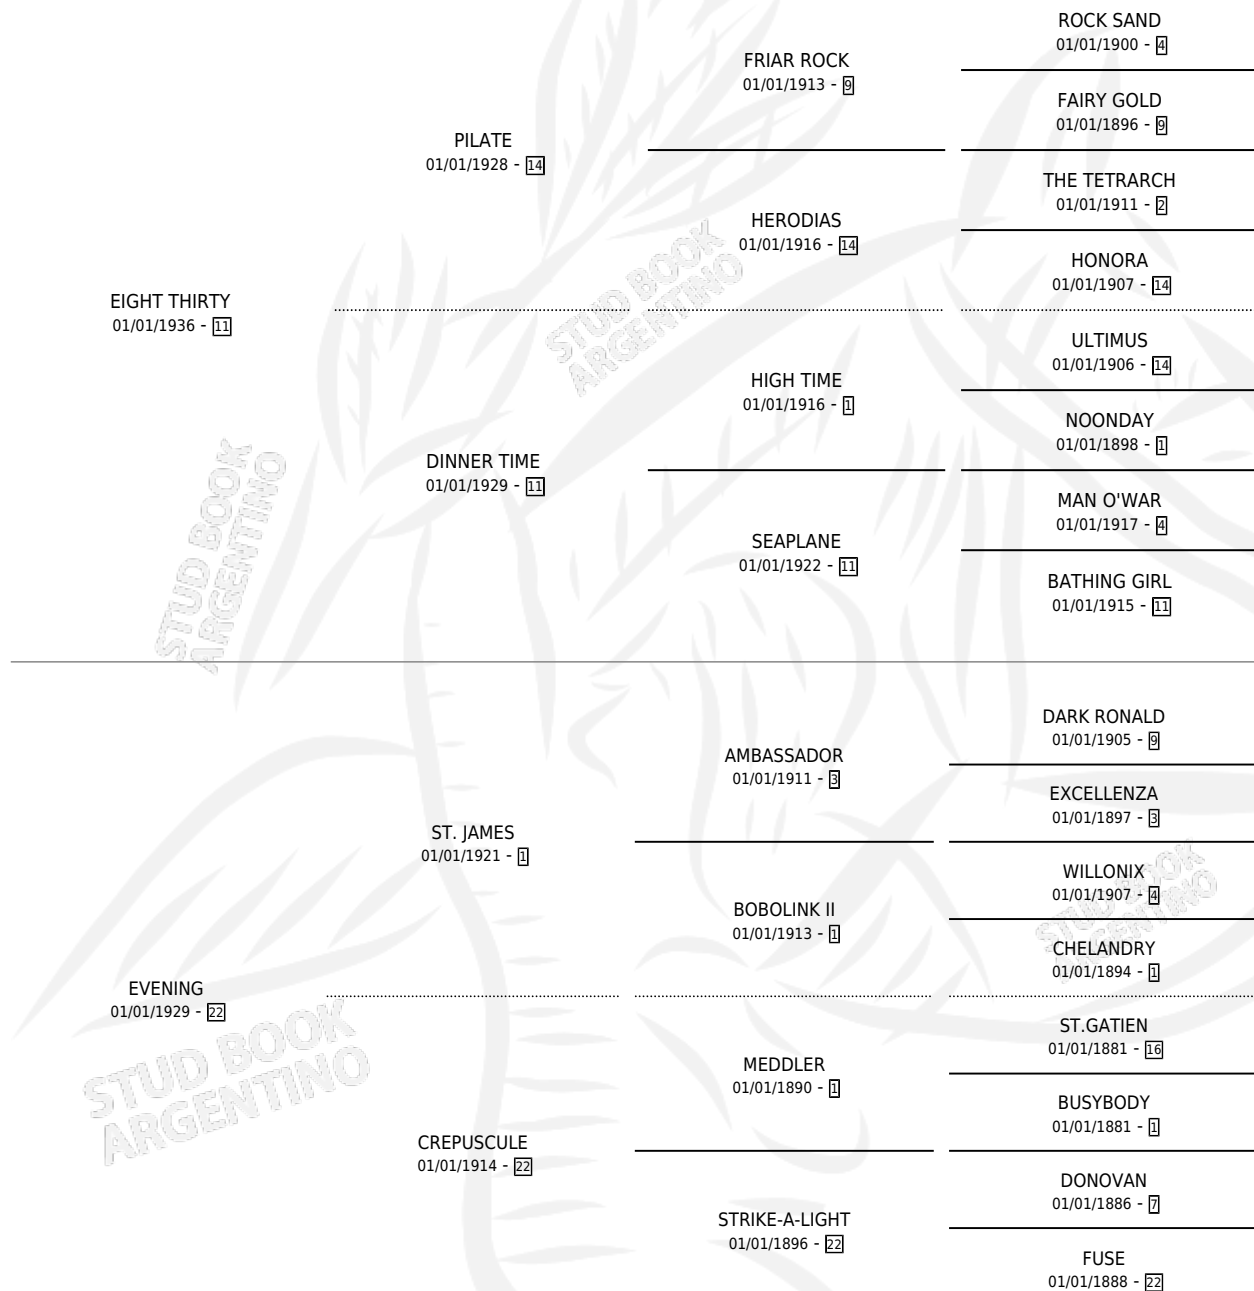 ROCK SAND
01/01/1900 - 4
FRIAR ROCK
01/01/1913 - 9
FAIRY GOLD
01/01/1896 - 9
PILATE
01/01/1928 - 14
THE TETRARCH
01/01/1911 - 2
HERODIAS
01/01/1916 - 14
HONORA
01/01/1907 - 14
EIGHT THIRTY
01/01/1936 - 11
STUD BOOK
ARGENTINO
ULTIMUS
01/01/1906 - 14
HIGH TIME
01/01/1916 - 1
NOONDAY
01/01/1898 - 1
DINNER TIME
01/01/1929 - 11
MAN O'WAR
01/01/1917 - 4
SEAPLANE
01/01/1922 - 11
BATHING GIRL
01/01/1915 - 11
STUD BOOK
ARGENTINO
DARK RONALD
01/01/1905 - 9
AMBASSADOR
01/01/1911 - 3
EXCELLENZA
01/01/1897 - 3
ST. JAMES
01/01/1921 - 1
WILLONIX
01/01/1907 - 4
BOBOLINK II
01/01/1913 - 1
STUD BOOK
ARGENTINO
CHELANDRY
01/01/1894 - 1
EVENING
01/01/1929 - 22
ST.GATIEN
01/01/1881 - 16
MEDDLER
01/01/1890 - 1
STUD BOOK
ARGENTINO
BUSYBODY
01/01/1881 - 1
CREPUSCULE
01/01/1914 - 22
DONOVAN
01/01/1886 - 7
STRIKE-A-LIGHT
01/01/1896 - 22
FUSE
01/01/1888 - 22